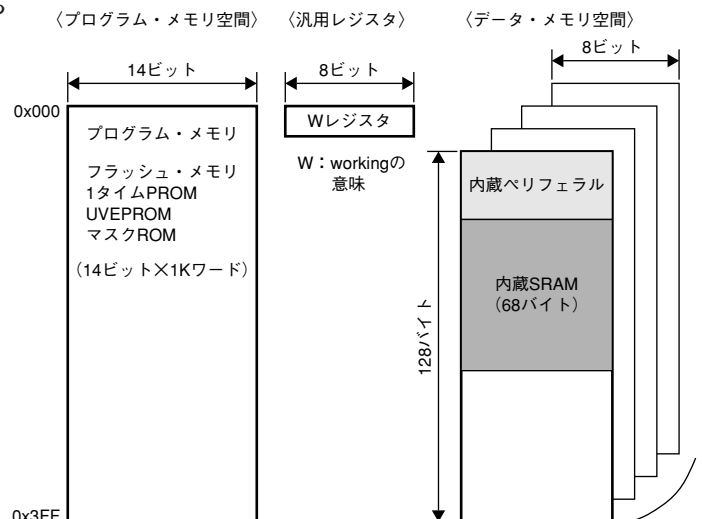 〈プログラム・メモリ空間〉
〈汎用レジスタ〉
〈データ・メモリ空間〉
14ビット
8ビット
8ビット
0x000
プログラム・メモリ
フラッシュ・メモリ
1タイムPROM
UVEPROM
マスクROM
（14ビット×1Kワード）
0x3FF
Wレジスタ
W：workingの
意味
内蔵ペリフェラル
内蔵SRAM
（68バイト）
128バイト